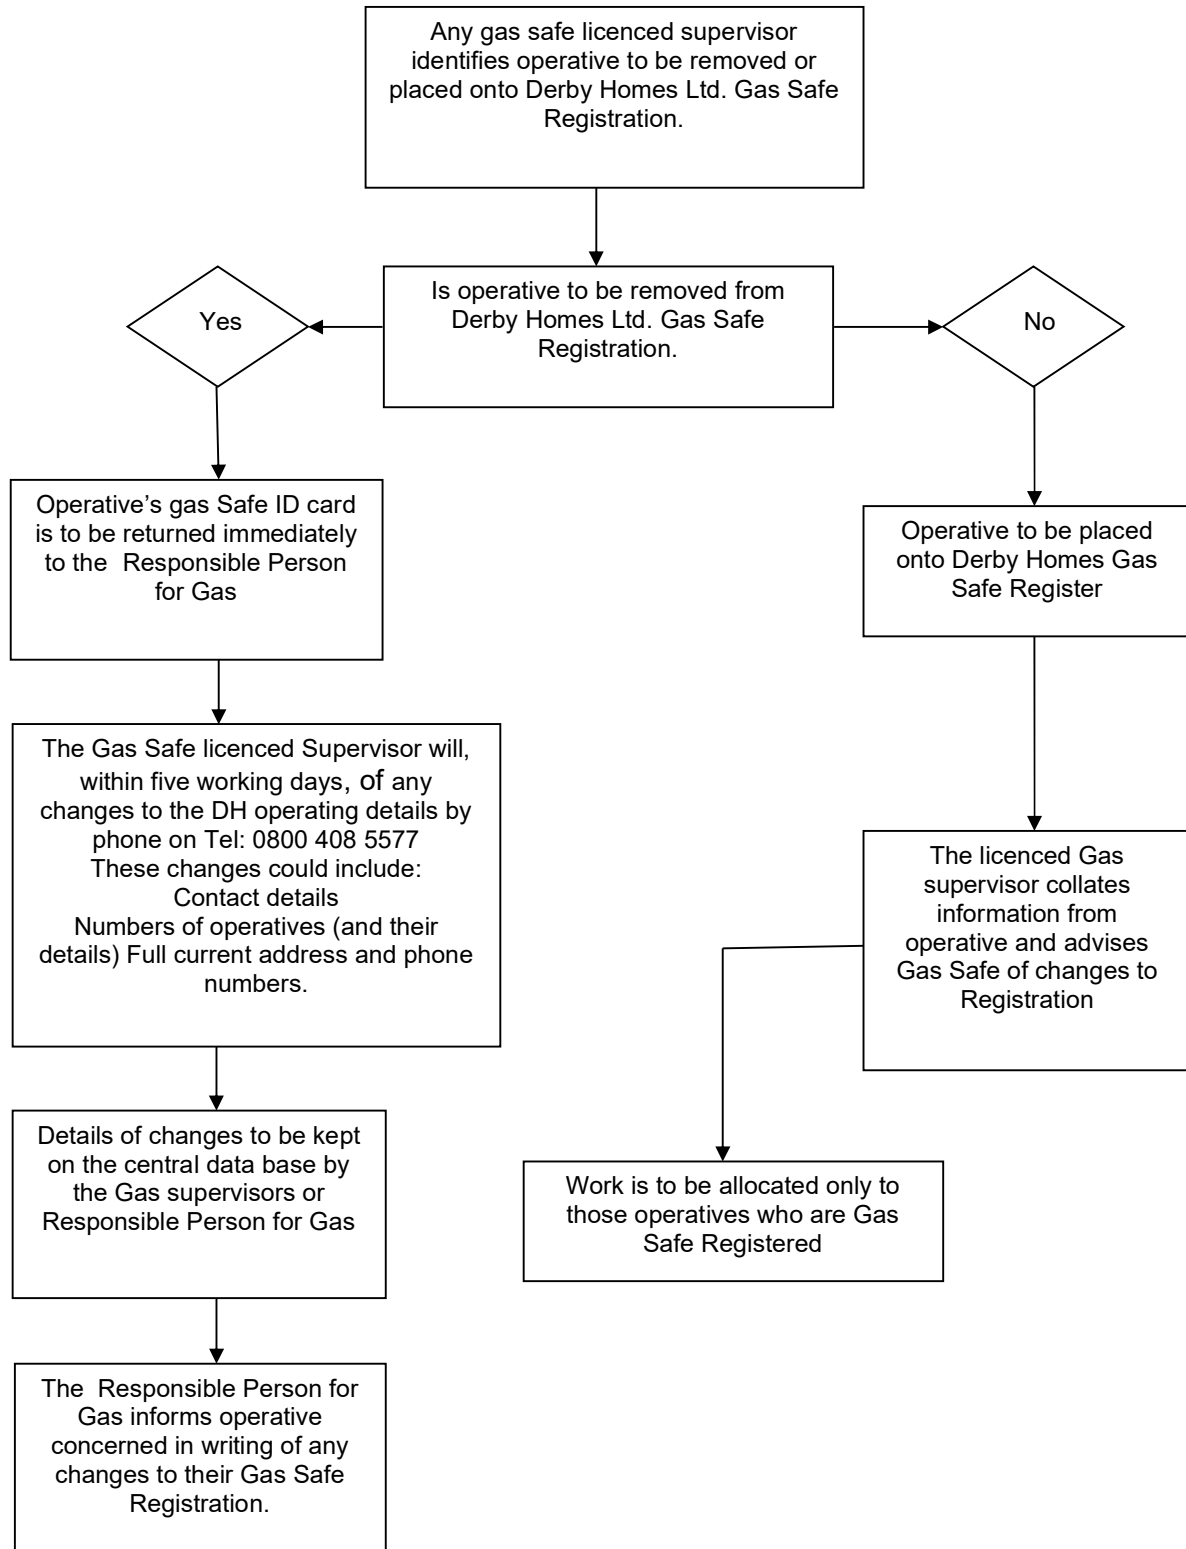 Any gas safe licenced supervisor
identifies operative to be removed or
placed onto Derby Homes Ltd. Gas Safe
Registration.
Yes
Is operative to be removed from
Derby Homes Ltd. Gas Safe
Registration.
No
Operative’s gas Safe ID card
is to be returned immediately
to the Responsible Person
for Gas
The Gas Safe licenced Supervisor will,
within five working days, of any
changes to the DH operating details by
phone on Tel: 0800 408 5577
These changes could include:
Contact details
Numbers of operatives (and their
details) Full current address and phone
numbers.
Details of changes to be kept
on the central data base by
the Gas supervisors or
Responsible Person for Gas
The Responsible Person for
Gas informs operative
concerned in writing of any
changes to their Gas Safe
Registration.
Operative to be placed
onto Derby Homes Gas
Safe Register
The licenced Gas
supervisor collates
information from
operative and advises
Gas Safe of changes to
Registration
Work is to be allocated only to
those operatives who are Gas
Safe Registered